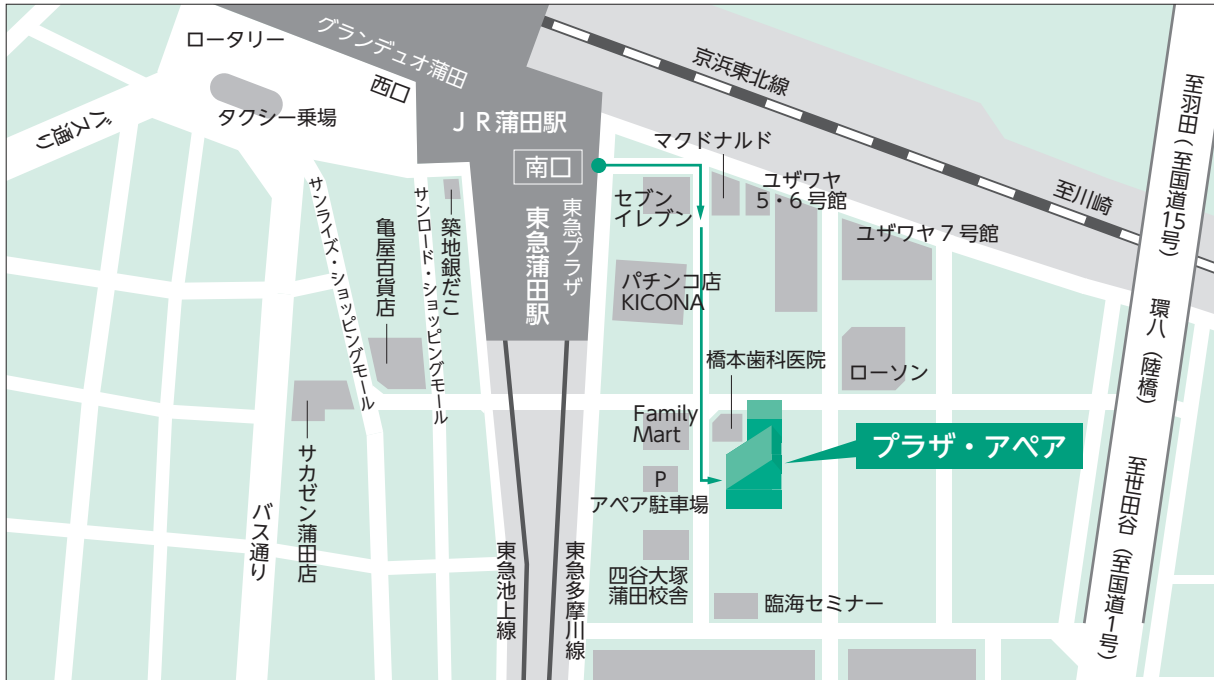 ロータリー
グランデュオ蒲田
西口
タクシー乗場
バス通り
JR蒲田駅
南口
東急プラザ
東急蒲田駅
京浜東北線
至川崎
至羽田(至国道15号)
環八(陸橋)
至世田谷(至国道1号)
マクドナルド
ユザワヤ
5・6号館
ユザワヤ7号館
セブン
イレブン
パチンコ店
KICONA
サンライズ・ショッピングモール
サンロード・ショッピングモール
亀屋百貨店
築地銀だこ
橋本歯科医院
ローソン
Family
Mart
プラザ・アペア
P
アペア駐車場
サカゼン蒲田店
バス通り
東急池上線
東急多摩川線
四谷大塚
蒲田校舎
臨海セミナー